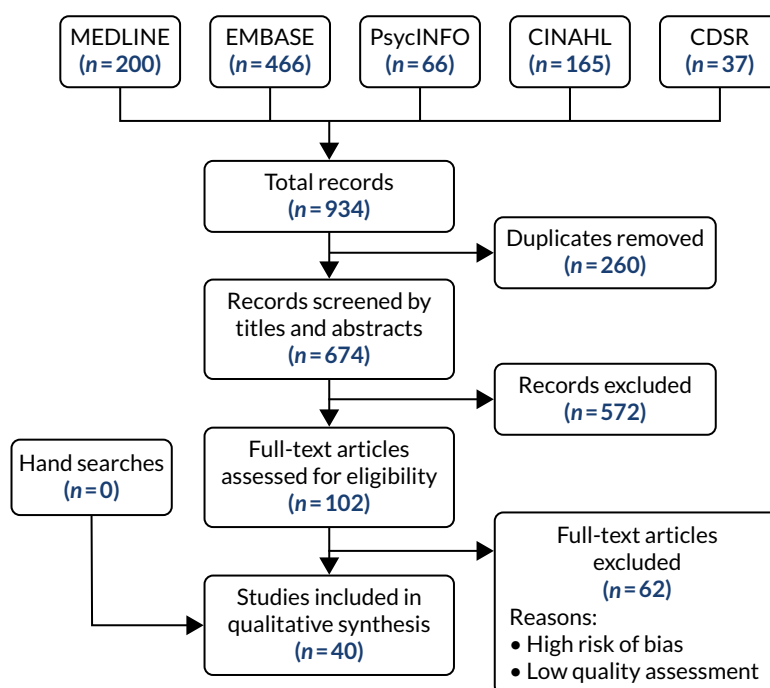 MEDLINE
(n=200)
EMBASE
(n=466)
PsycINFO
(n=66)
CINAHL
(n=165)
CDSR
(n=37)
Total records
(n=934)
Duplicates removed
(n=260)
Records screened by
titles and abstracts
(n=674)
Records excluded
(n=572)
Hand searches
(n=0)
Full-text articles
assessed for eligibility
(n=102)
Full-text articles
excluded
(n=62)
Reasons:
• High risk of bias
• Low quality assessment
Studies included in
qualitative synthesis
(n=40)